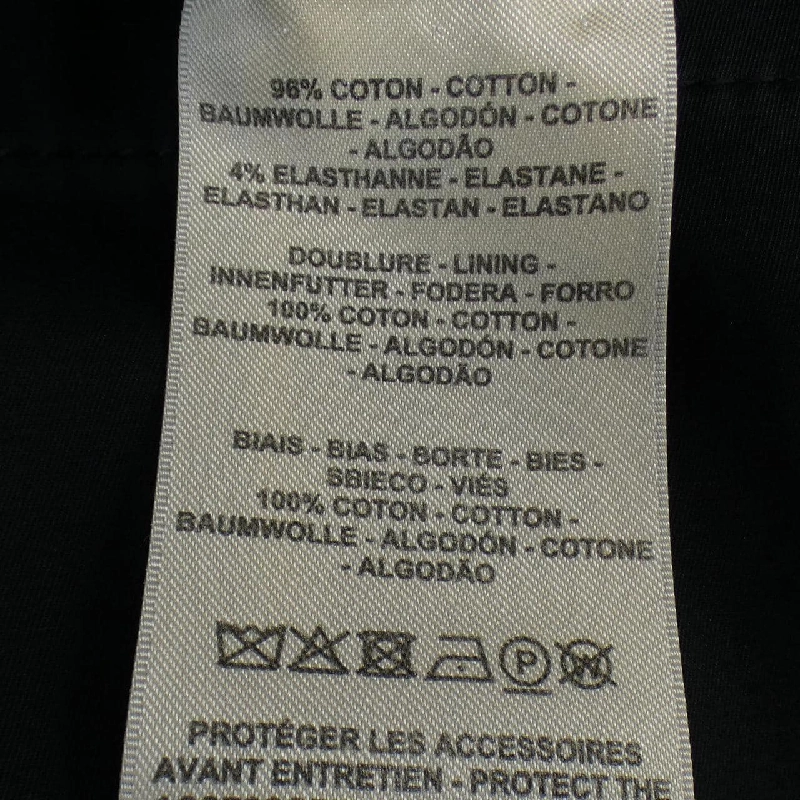 96% COTON - COTTON -
BAUMWOLLE - ALGODÓN - COTONE
- ALGODÃO
4% ELASTHANNE - ELASTANE -
ELASTHAN - ELASTAN - ELASTANO
DOUBLURE - LINING -
INNENFUTTER - FODERA - FORRO
100% COTON - COTTON -
BAUMWOLLE - ALGODÓN - COTONE
- ALGODÃO
BIAIS - BIAS - BORTE - BIES -
SBIECO - VIÉS
100% COTON - COTTON -
BAUMWOLLE - ALGODÓN - COTONE
- ALGODÃO
P W
PROTÉGER LES ACCESSOIRES
AVANT ENTRETIEN - PROTECT THE